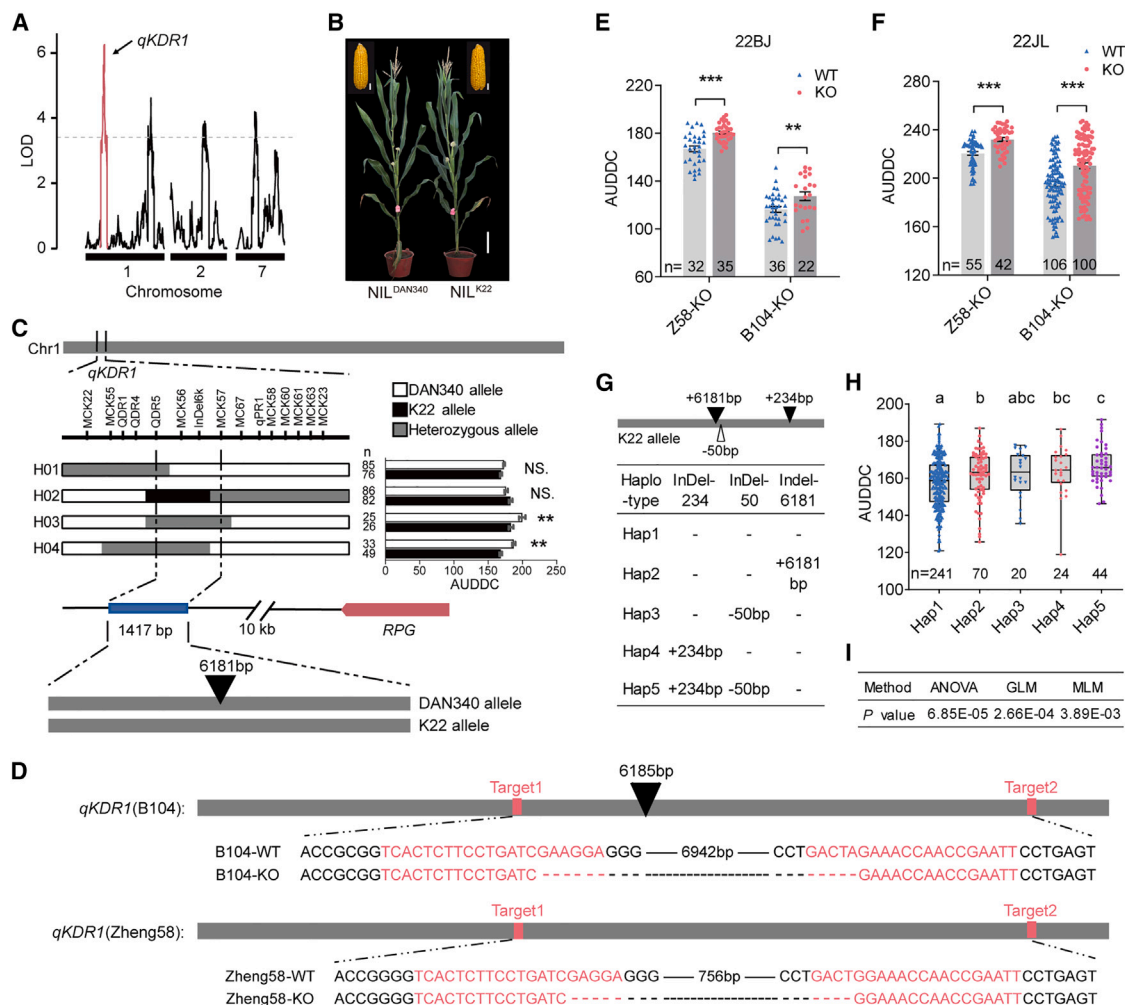 A
qKDR1
LOD
6
4
2
0
1 2 7
Chromosome
B
NILDAN340 NILK22
E
22BJ
WT
KO
***
**
AUDDC
220
180
140
100
60
n= 32 35 36 22
Z58-KO B104-KO
F
22JL
WT
KO
***
***
AUDDC
280
240
200
160
120
n= 55 42 106 100
Z58-KO B104-KO
C
Chr1
qKDR1
MCK22 MCK55 QDR1 QDR4 QDR5 MCK56 InDel6k MCK57 MC67 qPR1 MCK58 MCK60 MCK61 MCK63 MCK23
DAN340 allele
K22 allele
Heterozygous allele
n
H01 85 76 NS.
H02 86 82 NS.
H03 25 26 **
H04 33 49 **
0 50 100 150 200 250
AUDDC
1417 bp 10 kb RPG
6181bp
DAN340 allele
K22 allele
G
+6181bp +234bp
K22 allele
-50bp
Haplo InDel- InDel- Indel-
-type 234 50 6181
Hap1 - - -
Hap2 - - +6181
bp
Hap3 - -50bp -
Hap4 +234bp - -
Hap5 +234bp -50bp -
H
a b abc bc c
AUDDC
200
180
160
140
120
100
n=241 70 20 24 44
Hap1 Hap2 Hap3 Hap4 Hap5
I
Method ANOVA GLM MLM
P value 6.85E-05 2.66E-04 3.89E-03
D
6185bp
Target1 Target2
qKDR1(B104):
B104-WT ACCGCGGTCACTCTTCCTGATCGAAGGAGGG 6942bp CCTGACTAGAAACCAACCGAATTCCTGAGT
B104-KO ACCGCGGTCACTCTTCCTGATC GAAACCAACCGAATTCCTGAGT
Target1 Target2
qKDR1(Zheng58):
Zheng58-WT ACCGGGGTCACTCTTCCTGATCGAGGAGGG 756bp CCTGACTGGAAACCAACCGAATTCCTGAGT
Zheng58-KO ACCGGGGTCACTCTTCCTGATC GGAAACCAACCGAATTCCTGAGT